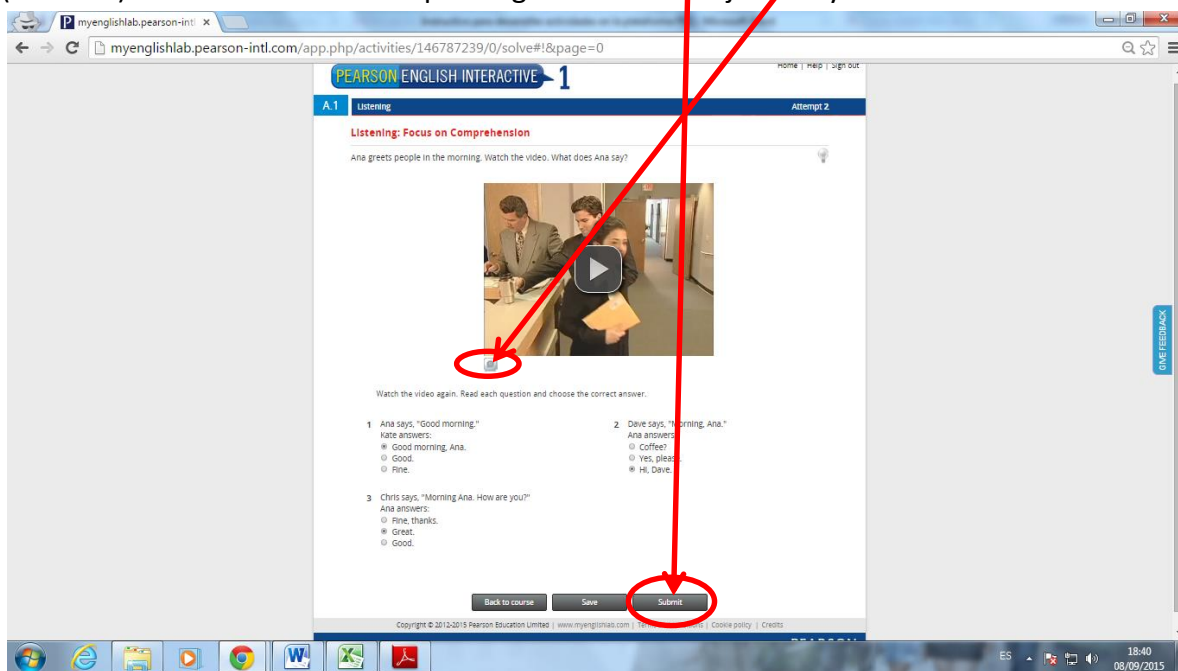 myenglishlab.pearson-int
myenglishlab.pearson-intl.com/app.php/activities/146787239/0/solve#!&page=0
PEARSON ENGLISH INTERACTIVE 1
Home | Help | Sign out
A.1 Listening Attempt 2
Listening: Focus on Comprehension
Ana greets people in the morning. Watch the video. What does Ana say?
GIVE FEEDBACK
Watch the video again. Read each question and choose the correct answer.
1 Ana says, "Good morning."
Kate answers:
Good morning, Ana.
Good.
Fine.
2 Dave says, "Morning, Ana."
Ana answers
Coffee?
Yes, please.
Hi, Dave.
3 Chris says, "Morning Ana. How are you?"
Ana answers:
Fine, thanks.
Great.
Good.
Back to course Save Submit
Copyright © 2012-2015 Pearson Education Limited | www.myenglishlab.com | | Cookie policy | Credits
ES 18:40
08/09/2015